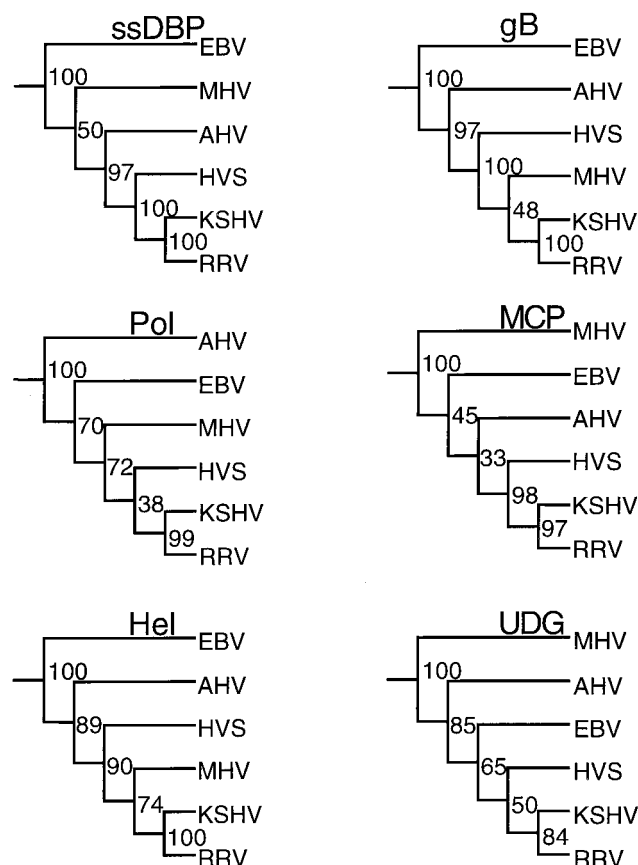 ssDBP
EBV
100
MHV
50
AHV
97
HVS
100
KSHV
100
RRV
gB
EBV
100
AHV
97
HVS
100
MHV
48
KSHV
100
RRV
Pol
AHV
100
EBV
70
MHV
72
HVS
38
KSHV
99
RRV
MCP
MHV
100
EBV
45
AHV
33
HVS
98
KSHV
97
RRV
Hel
EBV
100
AHV
89
HVS
90
MHV
74
KSHV
100
RRV
UDG
MHV
100
AHV
85
EBV
65
HVS
50
KSHV
84
RRV